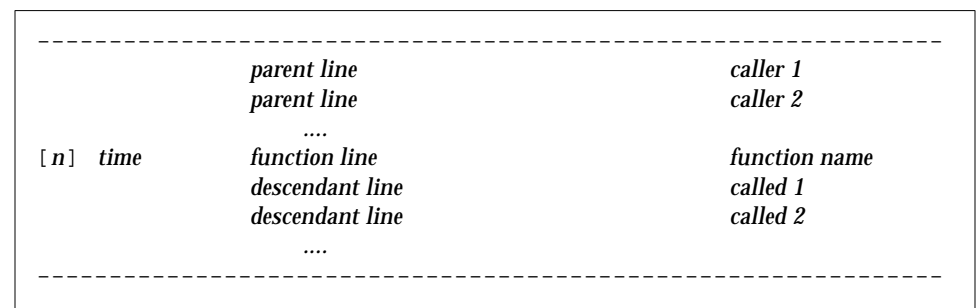 parent line caller 1
parent line caller 2
....
[n] time function line function name
descendant line called 1
descendant line called 2
....